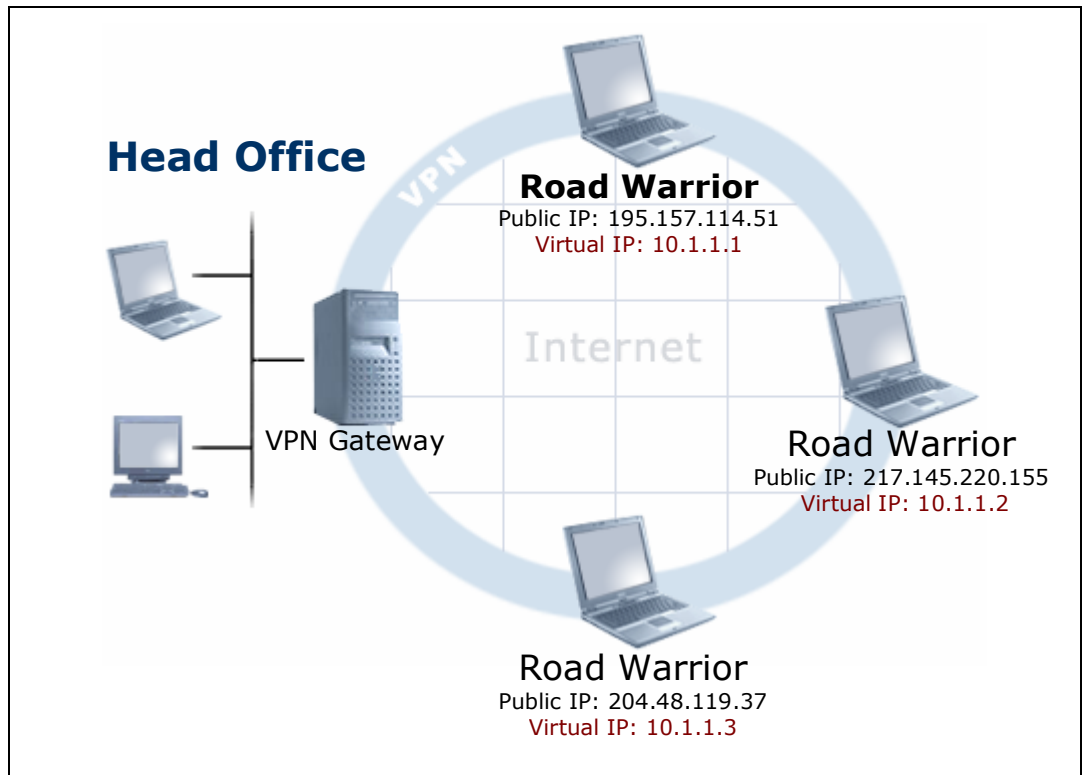 Head Office
VPN
Road Warrior
Public IP: 195.157.114.51
Virtual IP: 10.1.1.1
Internet
VPN Gateway
Road Warrior
Public IP: 217.145.220.155
Virtual IP: 10.1.1.2
Road Warrior
Public IP: 204.48.119.37
Virtual IP: 10.1.1.3